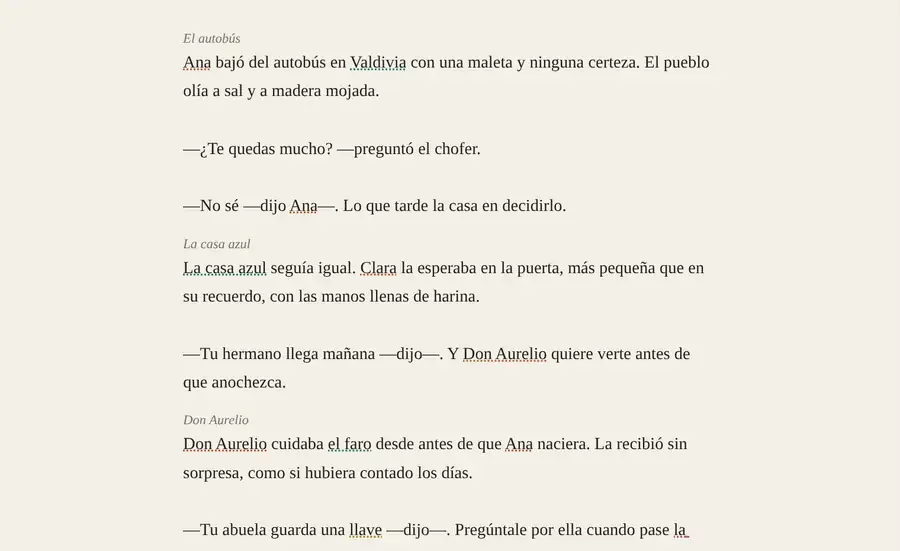 El autobús
Ana bajó del autobús en Valdivia con una maleta y ninguna certeza. El pueblo
olía a sal y a madera mojada.
—¿Te quedas mucho? —preguntó el chofer.
—No sé —dijo Ana—. Lo que tarde la casa en decidirlo.
La casa azul
La casa azul seguía igual. Clara la esperaba en la puerta, más pequeña que en
su recuerdo, con las manos llenas de harina.
—Tu hermano llega mañana —dijo—. Y Don Aurelio quiere verte antes de
que anochezca.
Don Aurelio
Don Aurelio cuidaba el faro desde antes de que Ana naciera. La recibió sin
sorpresa, como si hubiera contado los días.
—Tu abuela guarda una llave —dijo—. Pregúntale por ella cuando pase la